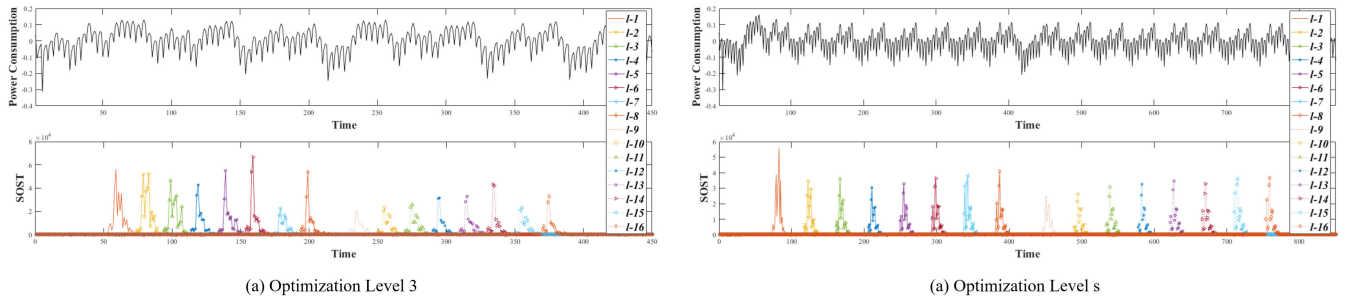 0.2
0.1
0
-0.1
-0.2
-0.3
-0.4
Power Consumption
0 50 100 150 200 250 300 350 400 450
Time
× 10⁴
8
6
4
2
0
SOST
0 50 100 150 200 250 300 350 400 450
Time
l-1
l-2
l-3
l-4
l-5
l-6
l-7
l-8
l-9
l-10
l-11
l-12
l-13
l-14
l-15
l-16
(a) Optimization Level 3
0.2
0.1
0
-0.1
-0.2
-0.3
-0.4
Power Consumption
0 100 200 300 400 500 600 700 800
Time
× 10⁴
6
5
4
3
2
1
0
SOST
0 100 200 300 400 500 600 700 800
Time
l-1
l-2
l-3
l-4
l-5
l-6
l-7
l-8
l-9
l-10
l-11
l-12
l-13
l-14
l-15
l-16
(a) Optimization Level s